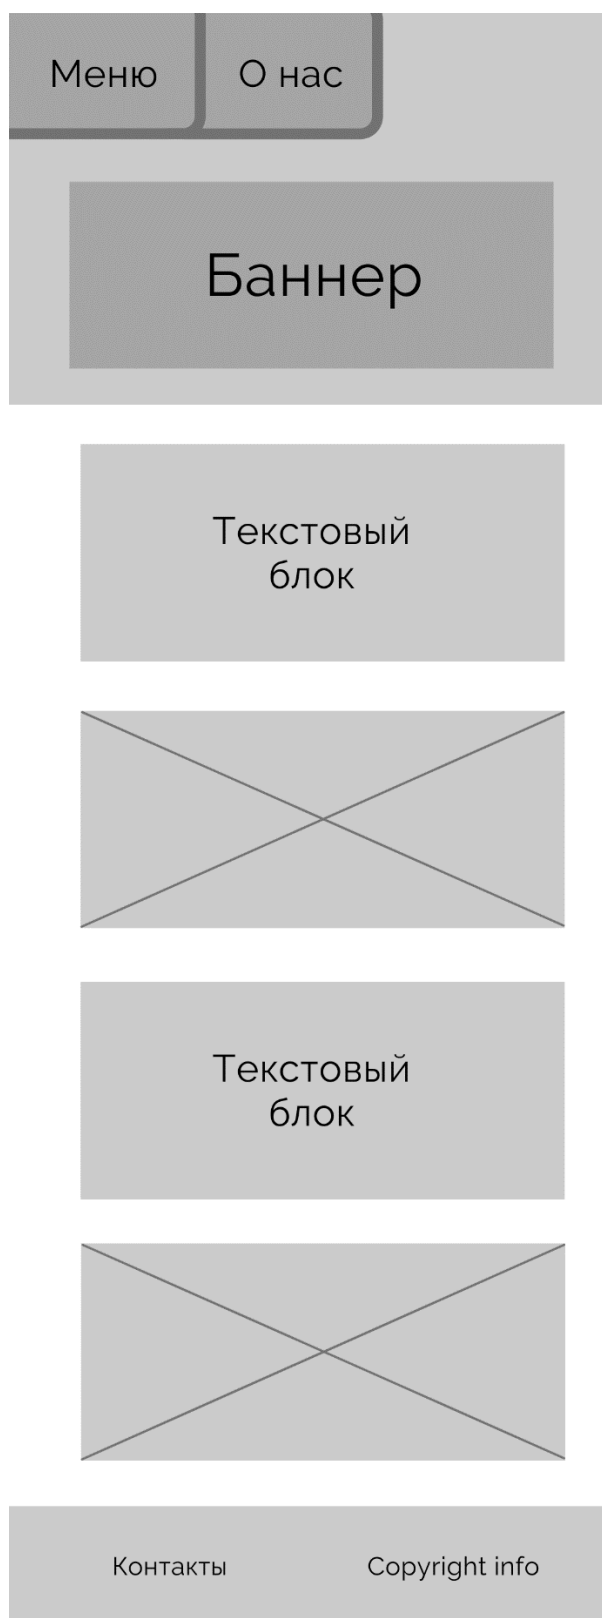 Меню О нас
Баннер
Текстовый
блок
Текстовый
блок
Контакты Copyright info